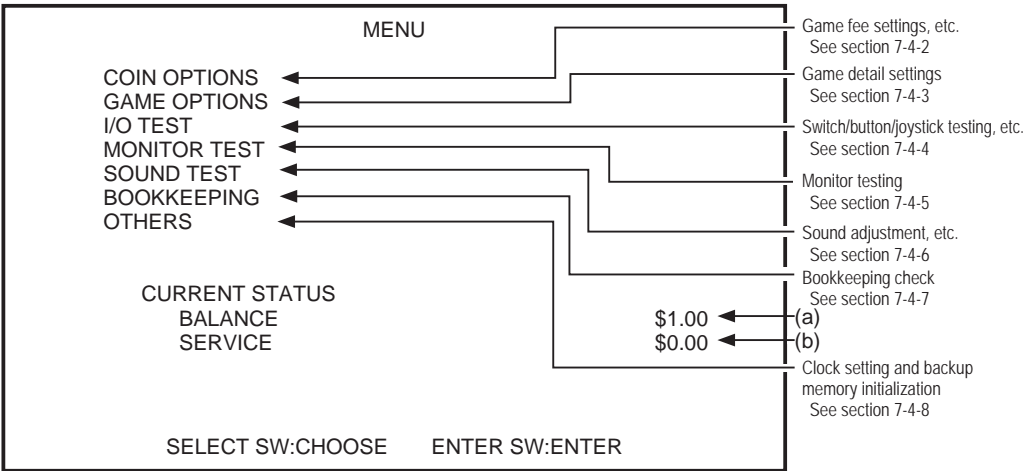 MENU
COIN OPTIONS
GAME OPTIONS
I/O TEST
MONITOR TEST
SOUND TEST
BOOKKEEPING
OTHERS
CURRENT STATUS
BALANCE $1.00
SERVICE $0.00
SELECT SW:CHOOSE ENTER SW:ENTER
Game fee settings, etc.
See section 7-4-2
Game detail settings
See section 7-4-3
Switch/button/joystick testing, etc.
See section 7-4-4
Monitor testing
See section 7-4-5
Sound adjustment, etc.
See section 7-4-6
Bookkeeping check
See section 7-4-7
(a)
(b)
Clock setting and backup
memory initialization
See section 7-4-8